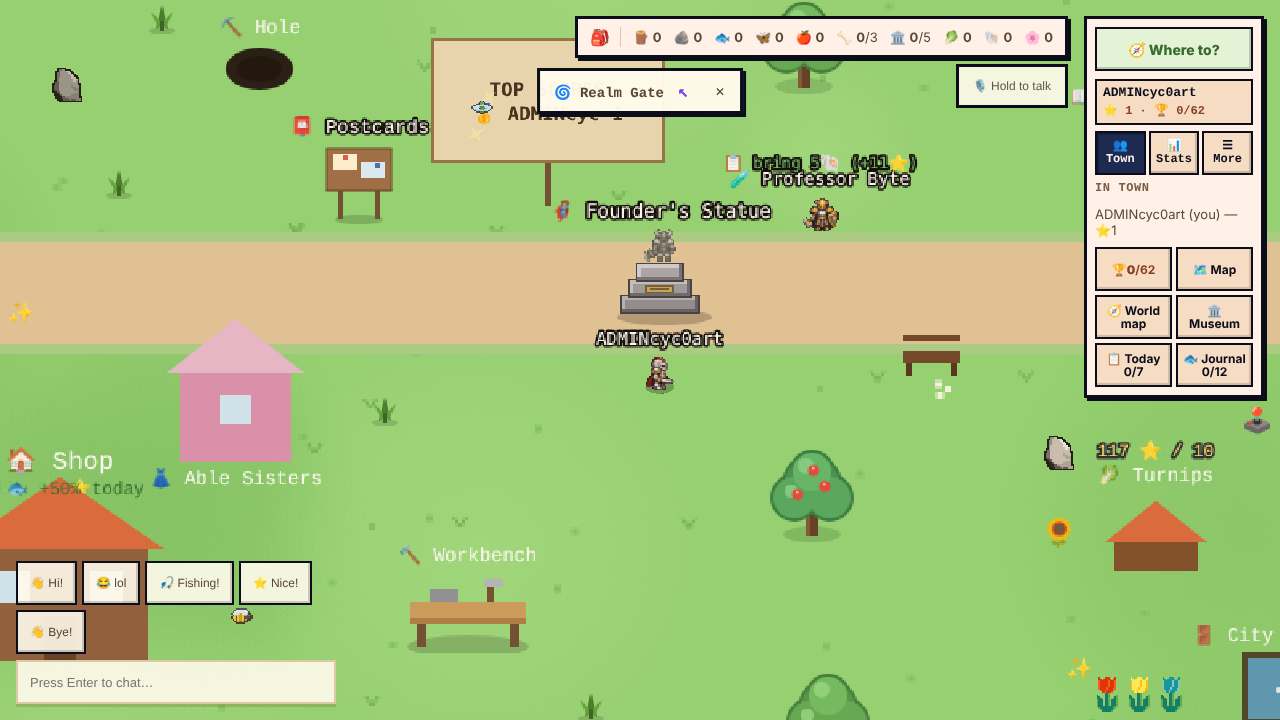 Hole
0 0 0 0 0 0/3 0/5 0 0 0
Where to?
TOP
ADMINcyc 1
Realm Gate ×
Hold to talk
ADMINcyc0art
1 · 0/62
Postcards
Town Stats More
bring 5 (+11)
Professor Byte
IN TOWN
Founder's Statue
ADMINcyc0art (you) —
1
0/62 Map
World map
Museum
ADMINcyc0art
Today 0/7
Journal 0/12
Shop
+50% today
Able Sisters
117 / 10
Turnips
Workbench
Hi! lol Fishing! Nice!
Bye!
City
Press Enter to chat…